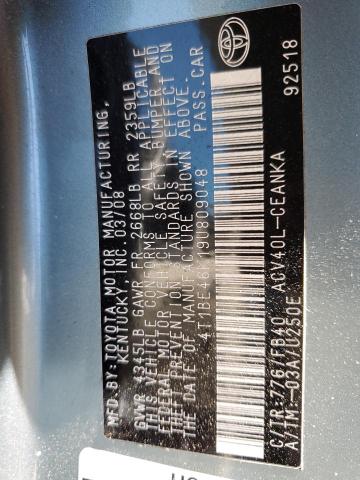 MFD.BY:TOYOTA MOTOR MANUFACTURING,
KENTUCKY, INC.03/08
GVWR 4345LB GAWR FR 2668LB RR 2359LB
THIS VEHICLE CONFORMS TO ALL APPLICABLE
FEDERAL MOTOR VEHICLE SAFETY, BUMPER,AND
THEFT PREVENTION STANDARDS IN EFFECT ON
THE DATE OF MANUFACTURE SHOWN ABOVE.
PASS. CAR
C/TR:776/FB40 ACV40L-CEANKA
A/TM:-03A/U250E 92518